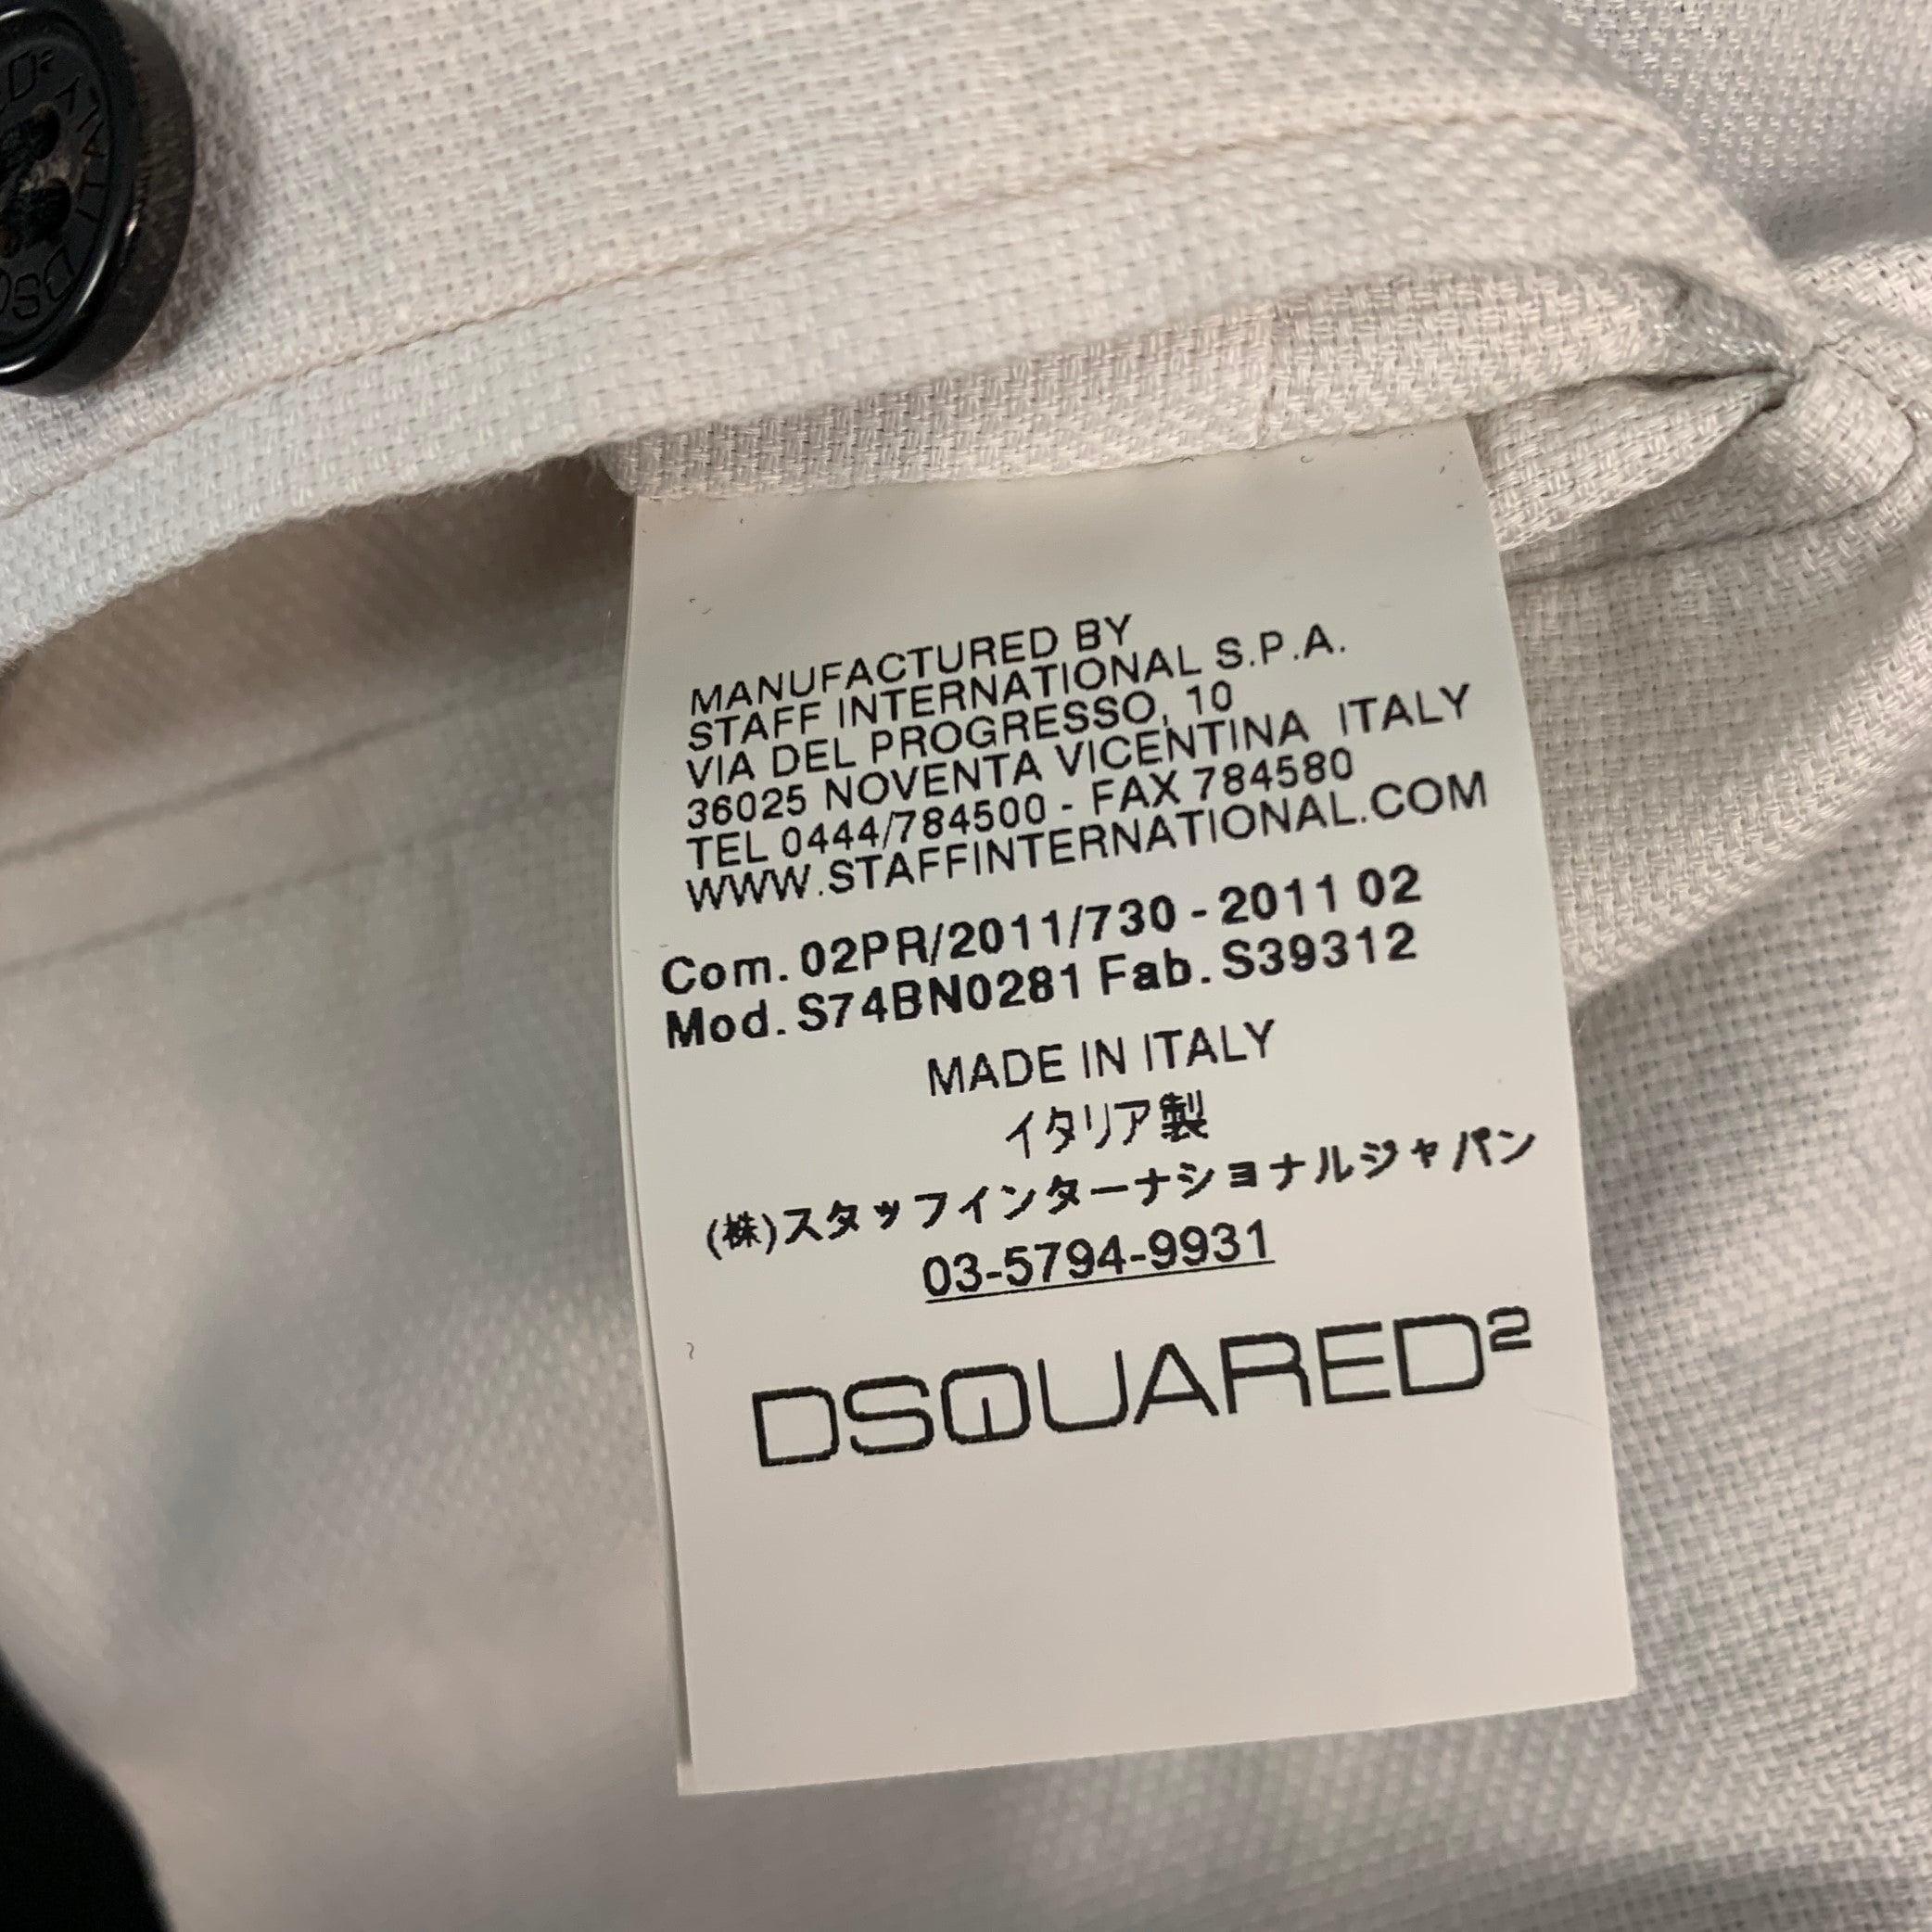 MANUFACTURED BY
STAFF INTERNATIONAL S.P.A.
VIA DEL PROGRESSO, 10
36025 NOVENTA VICENTINA ITALY
TEL 0444/784500 - FAX 784580
WWW.STAFFINTERNATIONAL.COM
Com. 02PR/2011/730 - 2011 02
Mod. S74BN0281 Fab. S39312
MADE IN ITALY
イタリア製
(株)スタッフインターナショナルジャパン
03-5794-9931
DSQUARED²
ITALY